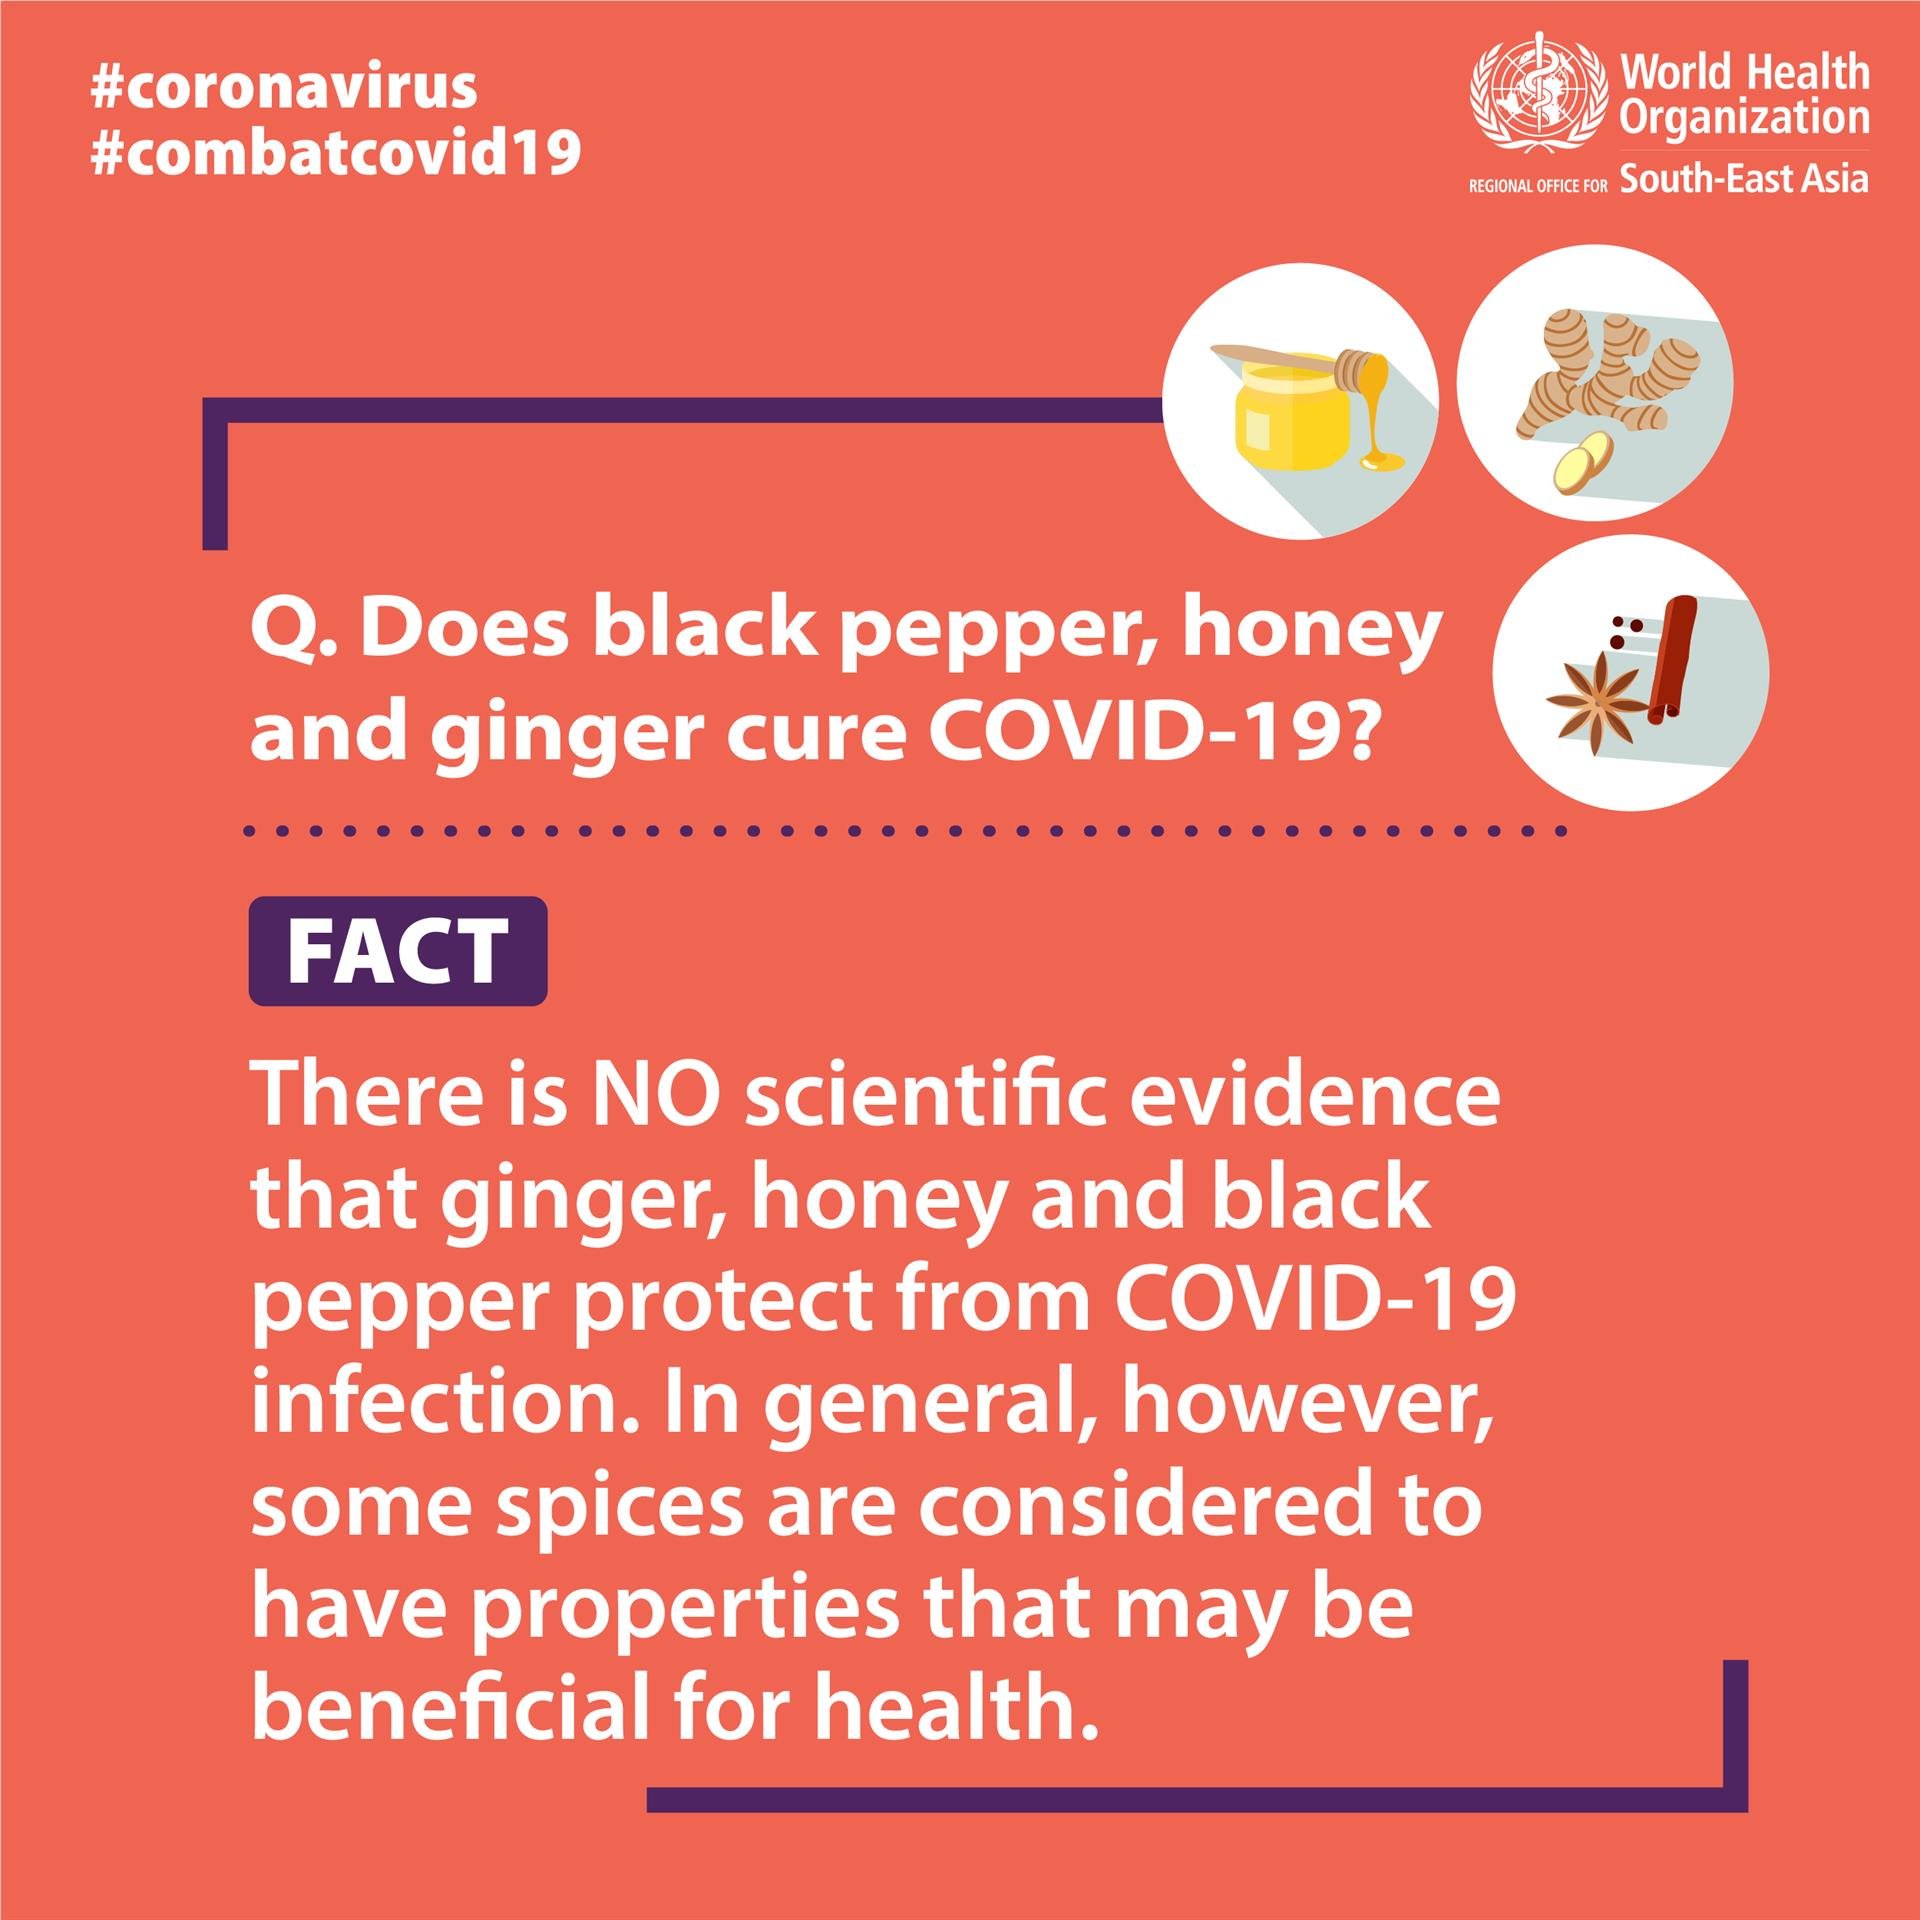 #coronavirus
#combatcovid19
World Health
Organization
REGIONAL OFFICE FOR South-East Asia
Q. Does black pepper, honey
and ginger cure COVID-19?
FACT
There is NO scientific evidence
that ginger, honey and black
pepper protect from COVID-19
infection. In general, however,
some spices are considered to
have properties that may be
beneficial for health.